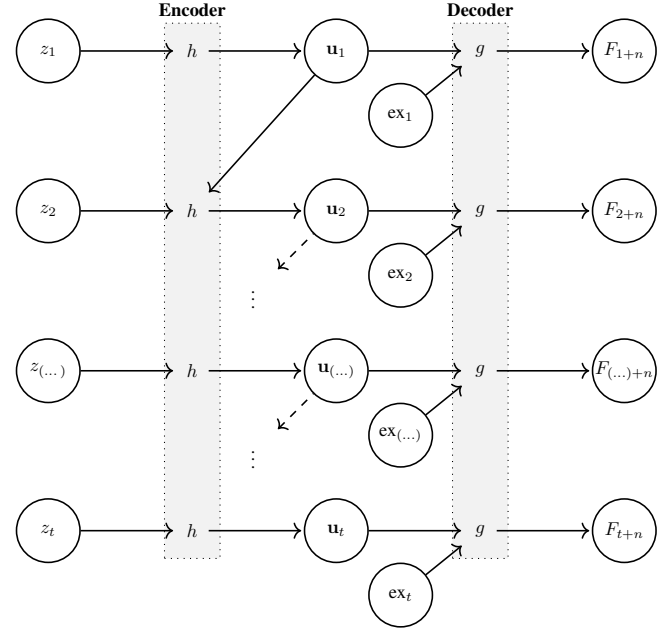 Encoder Decoder
z₁ h u₁ g F₁₊ₙ
ex₁
z₂ h u₂ g F₂₊ₙ
ex₂
⋮
z₍…₎ h u₍…₎ g F₍…₎₊ₙ
ex₍…₎
⋮
zₜ h uₜ g Fₜ₊ₙ
exₜ